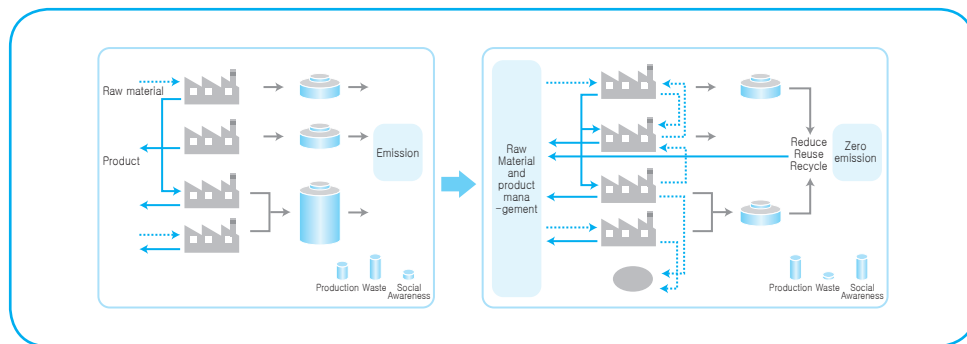 Raw material
Product
Emission
Production
Waste
Social
Awareness
Raw
Material
and
product
mana
-gement
Reduce
Reuse
Recycle
Zero
emission
Production
Waste
Social
Awareness